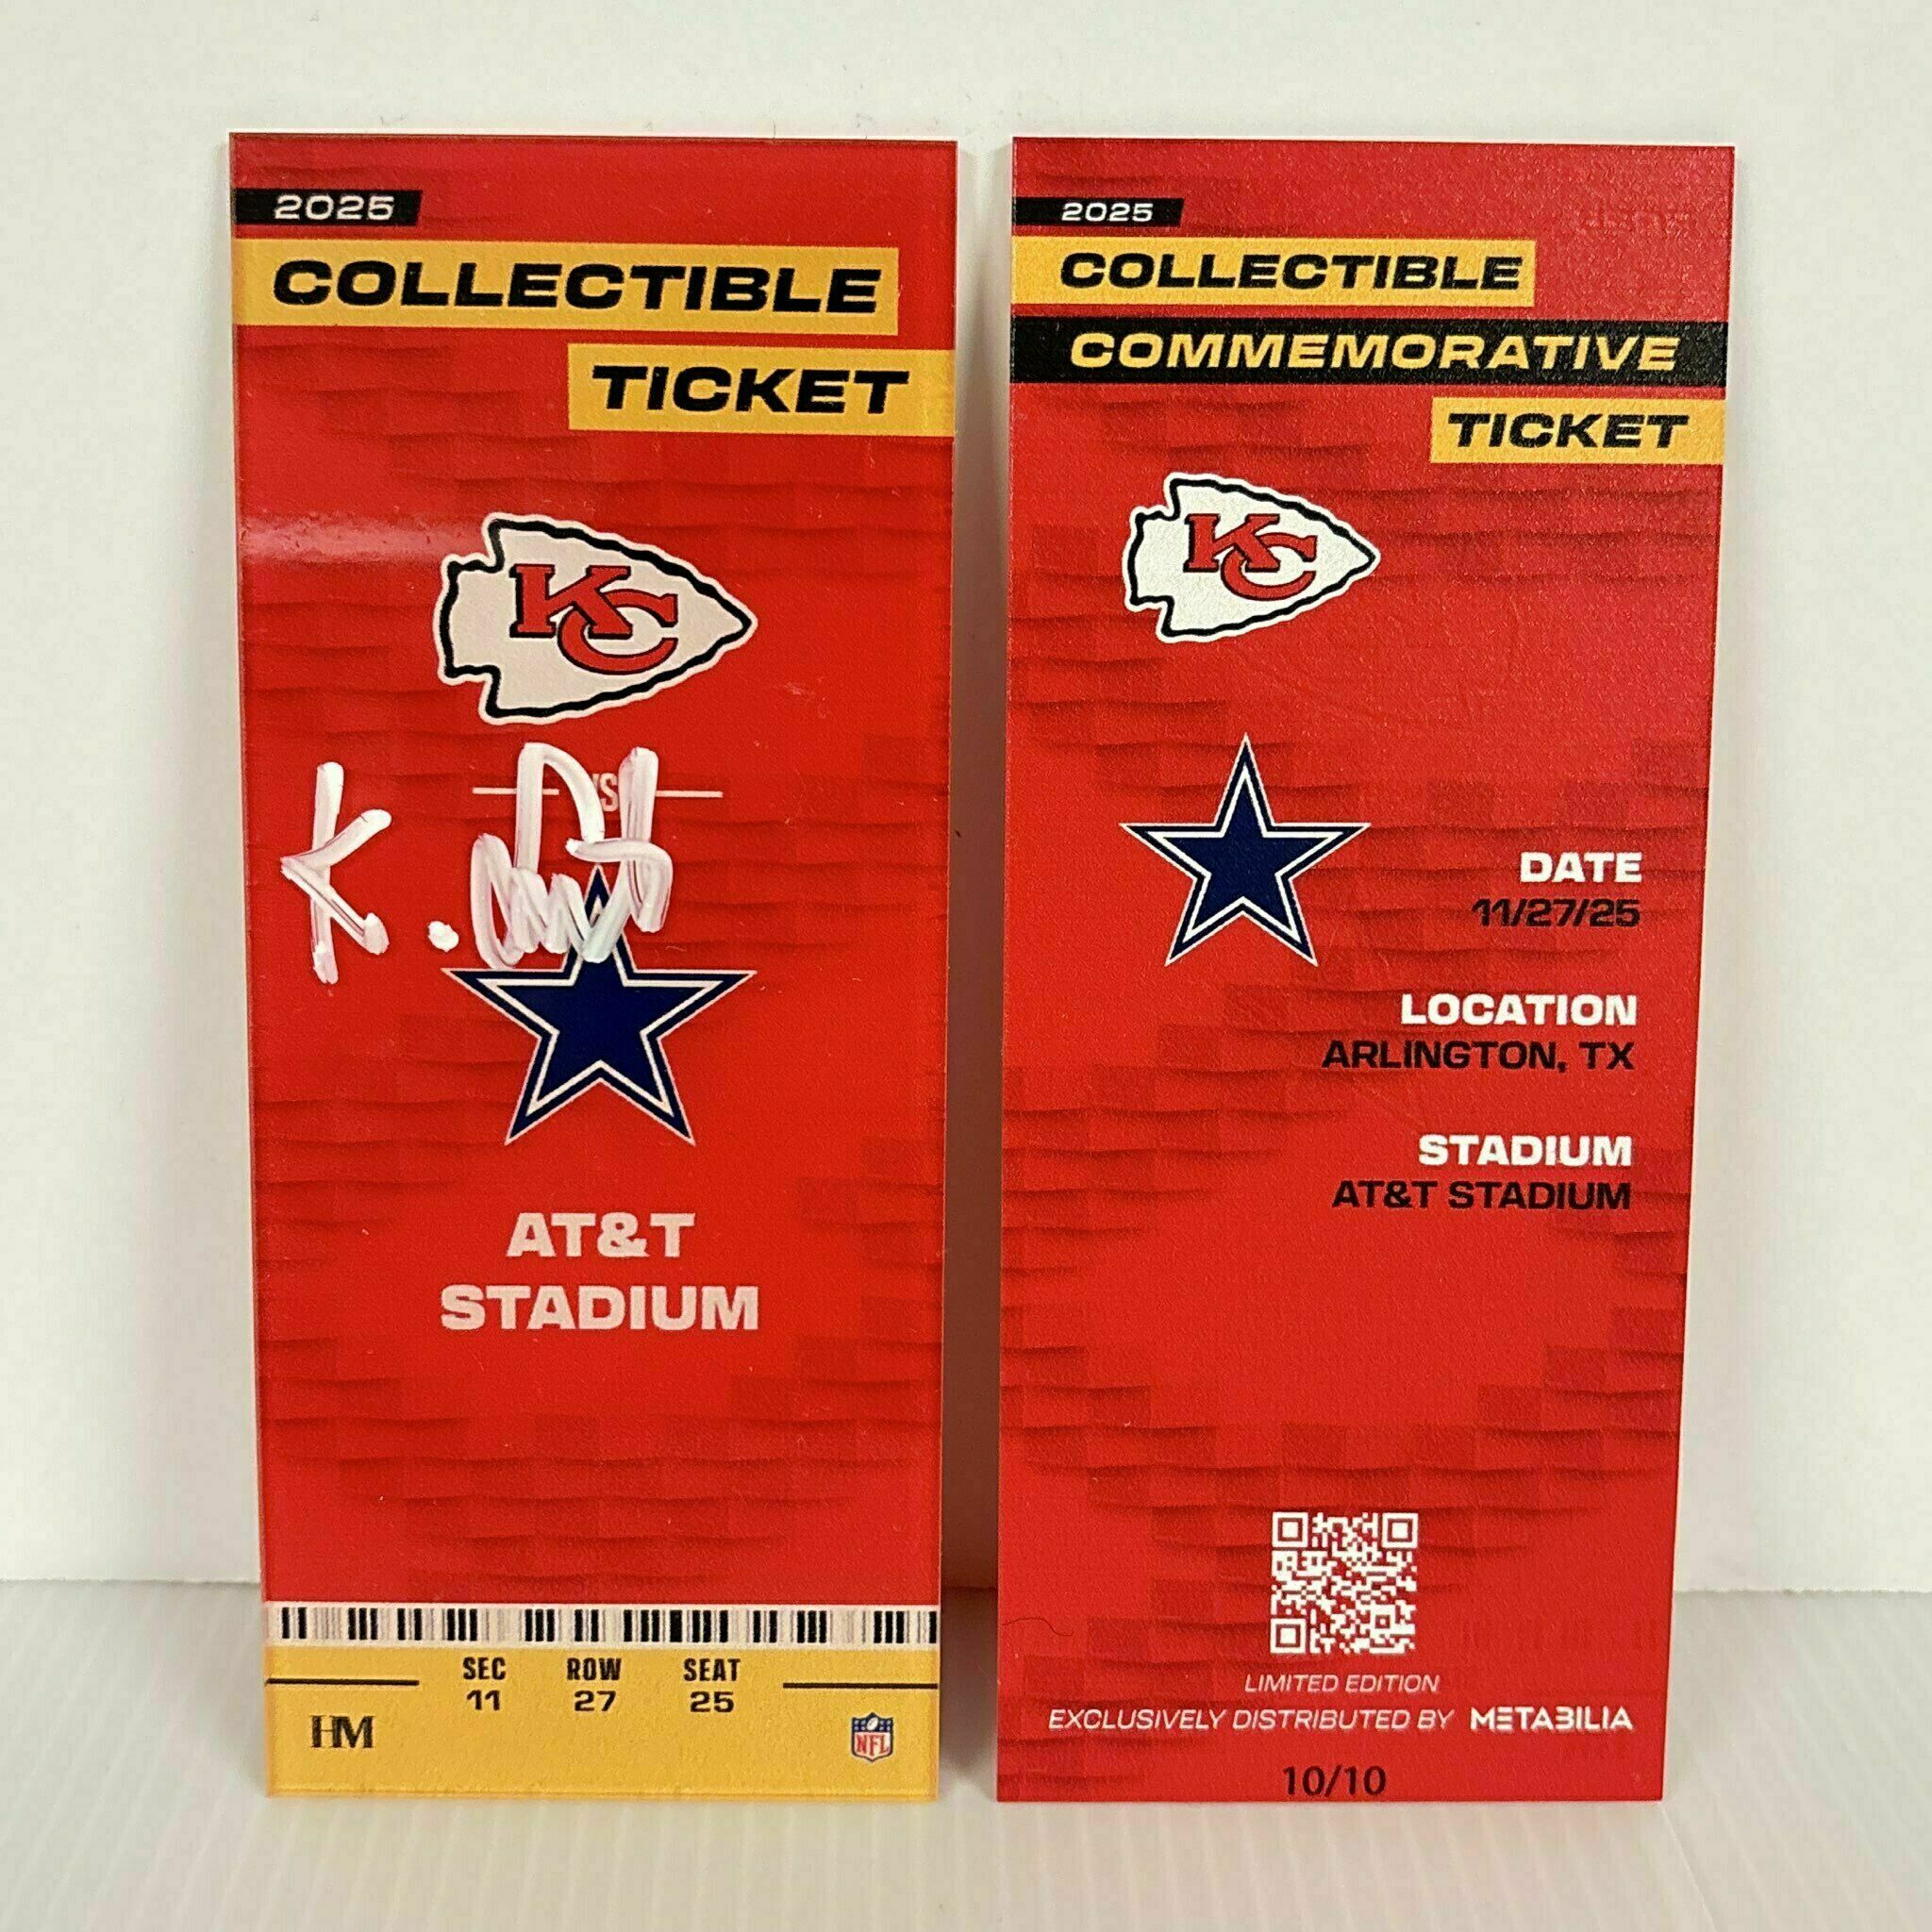 2025
COLLECTIBLE
TICKET
KC
VS
AT&T
STADIUM
SEC ROW SEAT
11 27 25
HM NFL
2025
COLLECTIBLE
COMMEMORATIVE
TICKET
KC
DATE
11/27/25
LOCATION
ARLINGTON, TX
STADIUM
AT&T STADIUM
LIMITED EDITION
EXCLUSIVELY DISTRIBUTED BY METABILIA
10/10